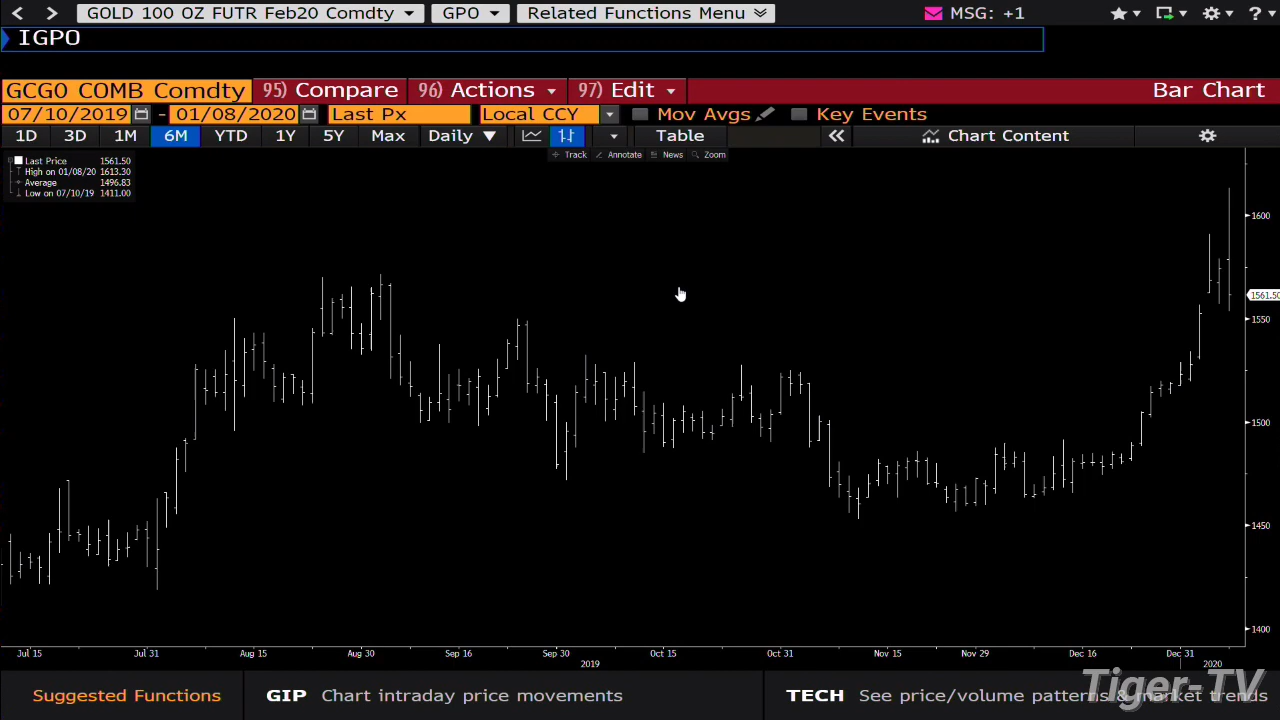 GOLD 100 OZ FUTR Feb20 Comdty GPO Related Functions Menu MSG: +1 ?
IGPO
GCG0 COMB Comdty 95) Compare 96) Actions 97) Edit Bar Chart
07/10/2019 - 01/08/2020 Last Px Local CCY Mov Avgs Key Events
1D 3D 1M 6M YTD 1Y 5Y Max Daily ▼ Table « Chart Content
Track Annotate News Zoom
Last Price 1561.50
High on 01/08/20 1613.30
Average 1496.83
Low on 07/10/19 1411.00
1600
1561.50
1550
1500
1450
1400
Jul 15 Jul 31 Aug 15 Aug 30 Sep 16 Sep 30 Oct 15 Oct 31 Nov 15 Nov 29 Dec 16 Dec 31
2019 2020
Suggested Functions GIP Chart intraday price movements TECH See price/volume patterns & market trends
Tiger-TV